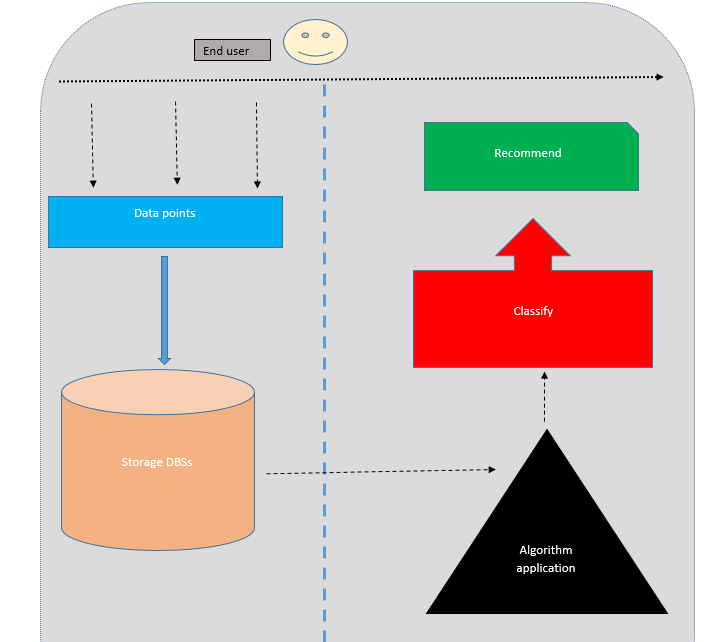 End user
Data points
Storage DBSs
Recommend
Classify
Algorithm
application